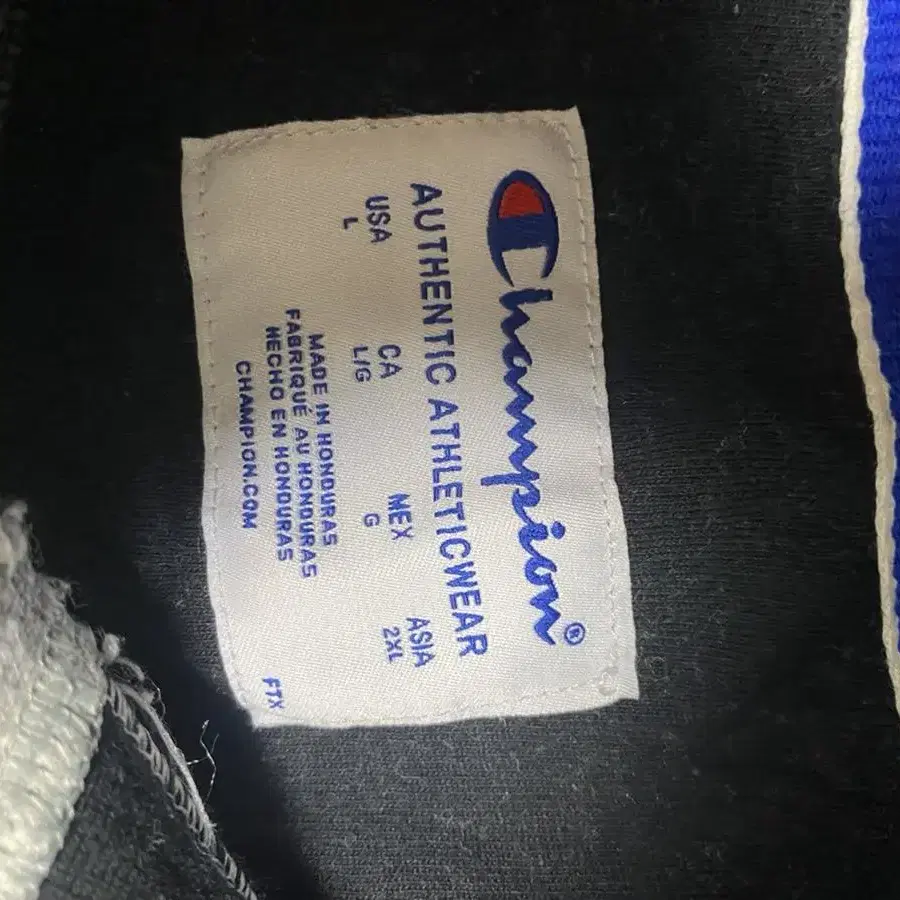 Champion®
AUTHENTIC ATHLETICWEAR
USA CA MEX ASIA
L L/G G 2XL
MADE IN HONDURAS
FABRIQUÉ AU HONDURAS
HECHO EN HONDURAS
CHAMPION.COM
FTX